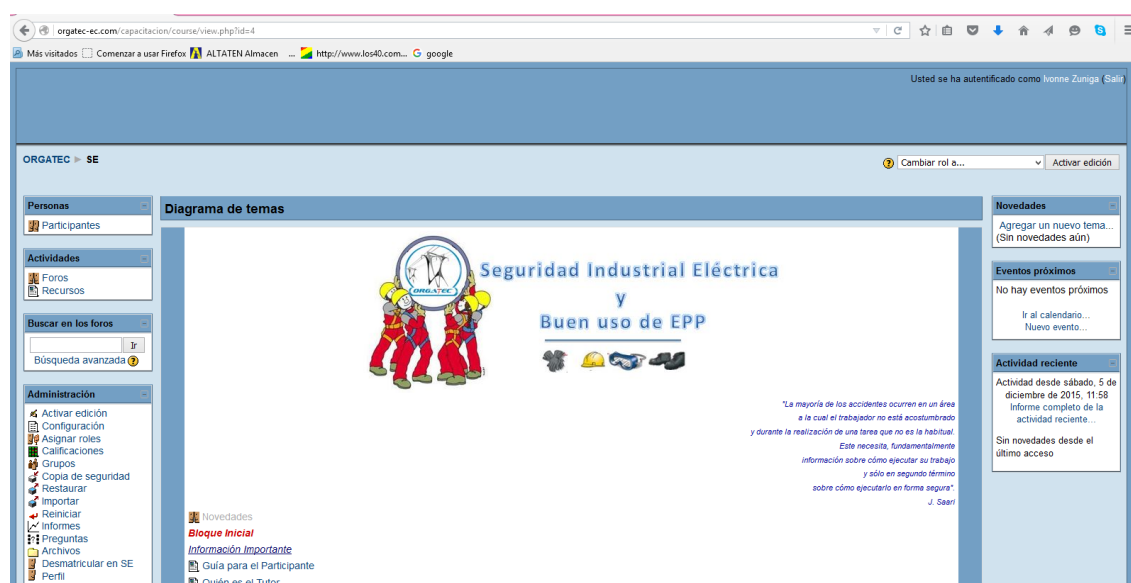 orgatec-ec.com/capacitacion/course/view.php?id=4
Más visitados Comenzar a usar Firefox ALTATEN Almacen ... http://www.los40.com... G google
Usted se ha autentificado como Ivonne Zuniga (Salir)
ORGATEC ► SE
Cambiar rol a... Activar edición
Personas
Participantes
Actividades
Foros
Recursos
Buscar en los foros
Ir
Búsqueda avanzada
Administración
Activar edición
Configuración
Asignar roles
Calificaciones
Grupos
Copia de seguridad
Restaurar
Importar
Reiniciar
Informes
Preguntas
Archivos
Desmatricular en SE
Perfil
Diagrama de temas
ORGATEC
Seguridad Industrial Eléctrica
y
Buen uso de EPP
"La mayoría de los accidentes ocurren en un área
a la cual el trabajador no está acostumbrado
y durante la realización de una tarea que no es la habitual.
Este necesita, fundamentalmente
información sobre cómo ejecutar su trabajo
y sólo en segundo término
sobre cómo ejecutarlo en forma segura".
J. Saari
Novedades
Bloque Inicial
Información Importante
Guía para el Participante
Quién es el Tutor
Novedades
Agregar un nuevo tema...
(Sin novedades aún)
Eventos próximos
No hay eventos próximos
Ir al calendario...
Nuevo evento...
Actividad reciente
Actividad desde sábado, 5 de
diciembre de 2015, 11:58
Informe completo de la
actividad reciente...
Sin novedades desde el
último acceso